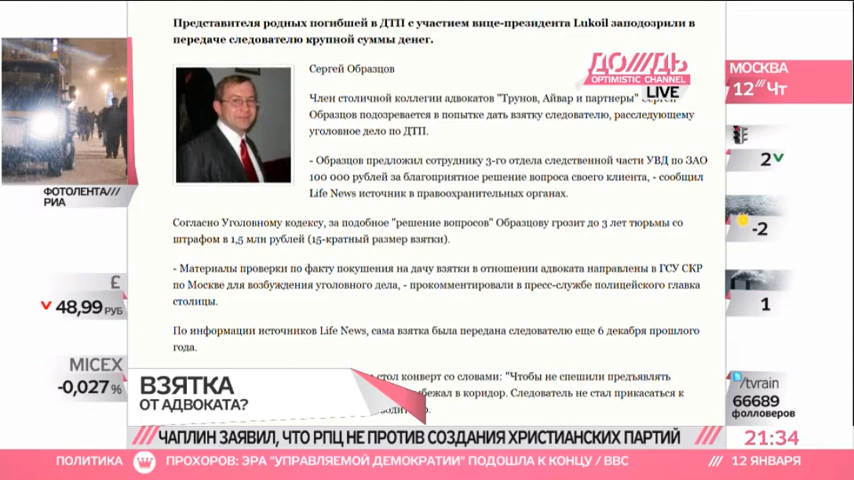 Представителя родных погибшей в ДТП с участием вице-президента Lukoil заподозрили в
передаче следователю крупной суммы денег.
Сергей Образцов
Член столичной коллегии адвокатов "Трунов, Айвар и партнеры" Сергей
Образцов подозревается в попытке дать взятку следователю, расследующему
уголовное дело по ДТП.
- Образцов предложил сотруднику 3-го отдела следственной части УВД по ЗАО
100 000 рублей за благоприятное решение вопроса своего клиента, - сообщил
Life News источник в правоохранительных органах.
Согласно Уголовному кодексу, за подобное "решение вопросов" Образцову грозит до 3 лет тюрьмы со
штрафом в 1,5 млн рублей (15-кратный размер взятки).
- Материалы проверки по факту покушения на дачу взятки в отношении адвоката направлены в ГСУ СКР
по Москве для возбуждения уголовного дела, - прокомментировали в пресс-службе полицейского главка
столицы.
По информации источников Life News, сама взятка была передана следователю еще 6 декабря прошлого
года.
стол конверт со словами: "Чтобы не спешили предъявлять
в коридор. Следователь не стал прикасаться к
ДО///ДЬ
OPTIMISTIC CHANNEL
LIVE
МОСКВА
12///Чт
2
-2
1
/tvrain
66689
фолловеров
ФОТОЛЕНТА///
РИА
£
48,99 РУБ
MICEX
-0,027 %
ВЗЯТКА
ОТ АДВОКАТА?
/// ЧАПЛИН ЗАЯВИЛ, ЧТО РПЦ НЕ ПРОТИВ СОЗДАНИЯ ХРИСТИАНСКИХ ПАРТИЙ
21:34
ПОЛИТИКА
ПРОХОРОВ: ЭРА "УПРАВЛЯЕМОЙ ДЕМОКРАТИИ" ПОДОШЛА К КОНЦУ / BBC
/// 12 ЯНВАРЯ